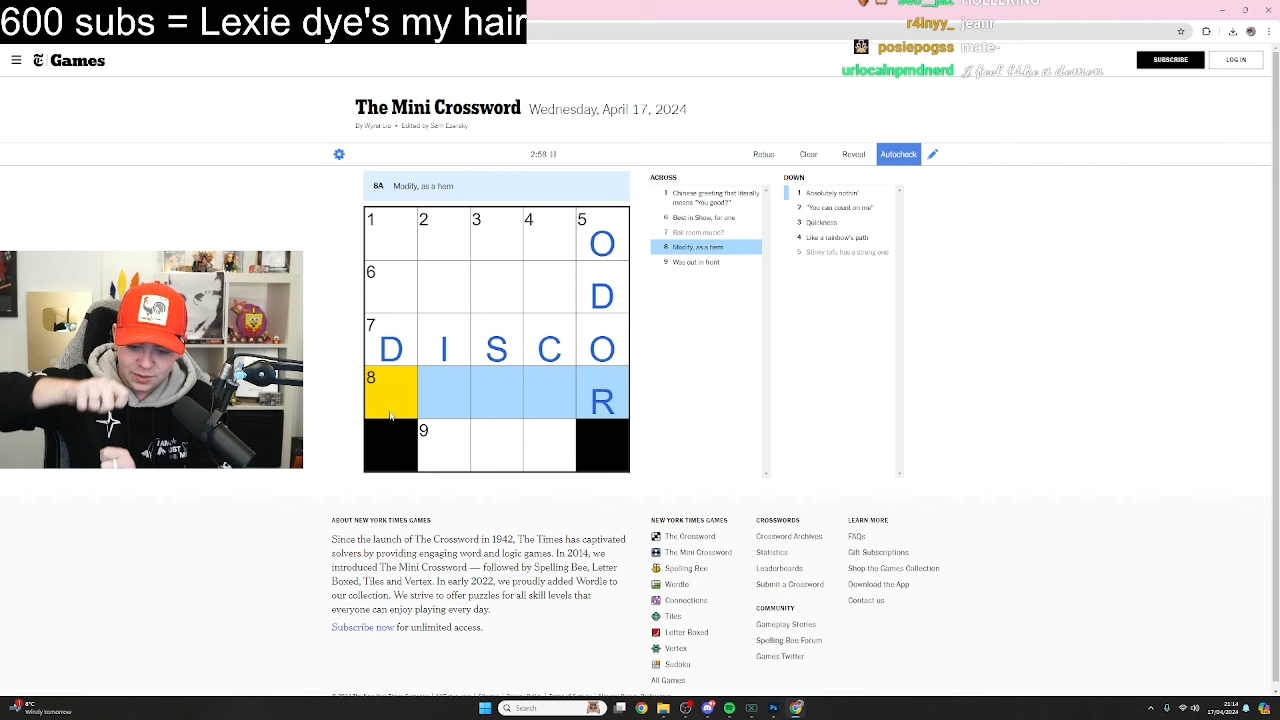 600 subs = Lexie dye's my hair
HOLLERING
r4inyy_ jeanr
posiepogss mate-
urlocalnpmdnerd I feel like a demon
Games
SUBSCRIBE
LOG IN
The Mini Crossword Wednesday, April 17, 2024
By Wyna Liu • Edited by Sam Ezersky
2:58
Rebus
Clear
Reveal
Autocheck
8A Modify, as a hem
1 2 3 4 5
O
6
D
7
D I S C O
8
R
9
ACROSS
1 Chinese greeting that literally
means "You good?"
6 Best in Show, for one
7 Ball room music?
8 Modify, as a hem
9 Was out in front
DOWN
1 Absolutely nothin'
2 "You can count on me"
3 Quickness
4 Like a rainbow's path
5 Stinky tofu has a strong one
ABOUT NEW YORK TIMES GAMES
Since the launch of The Crossword in 1942, The Times has captivated
solvers by providing engaging word and logic games. In 2014, we
introduced The Mini Crossword — followed by Spelling Bee, Letter
Boxed, Tiles and Vertex. In early 2022, we proudly added Wordle to
our collection. We strive to offer puzzles for all skill levels that
everyone can enjoy playing every day.
Subscribe now for unlimited access.
NEW YORK TIMES GAMES
The Crossword
The Mini Crossword
Spelling Bee
Wordle
Connections
Tiles
Letter Boxed
Vertex
Sudoku
All Games
CROSSWORDS
Crossword Archives
Statistics
Leaderboards
Submit a Crossword
COMMUNITY
Gameplay Stories
Spelling Bee Forum
Games Twitter
LEARN MORE
FAQs
Gift Subscriptions
Shop the Games Collection
Download the App
Contact us
8°C
Windy tomorrow
Search
21:14
17/04/2024